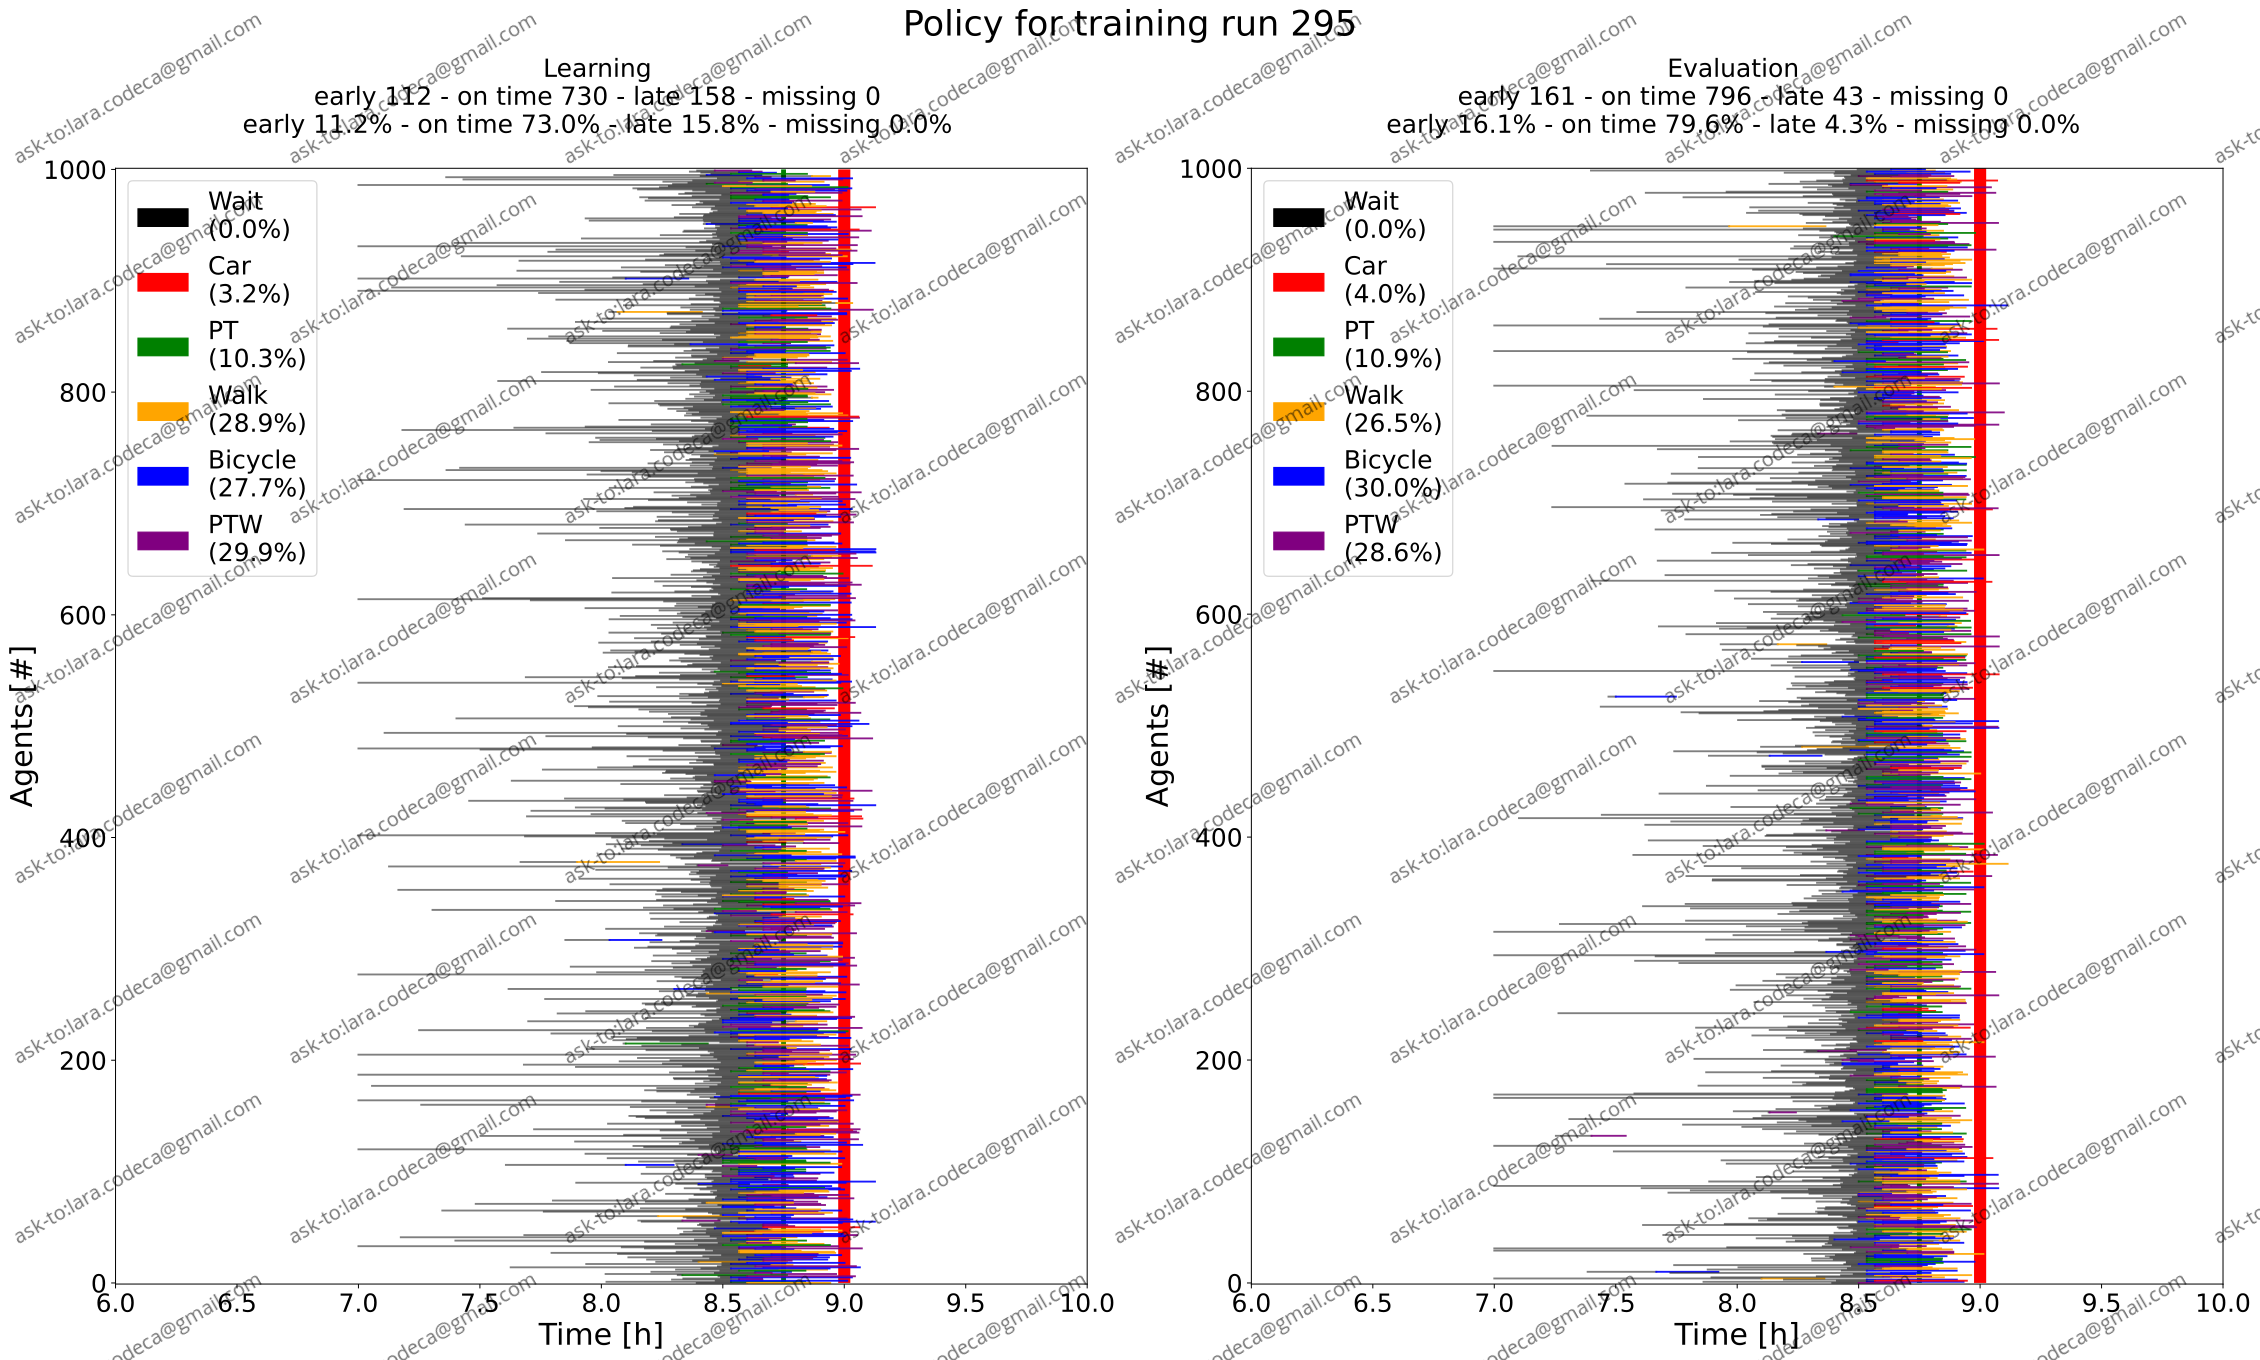 Policy for training run 295
Learning
early 112 - on time 730 - late 158 - missing 0
early 11.2% - on time 73.0% - late 15.8% - missing 0.0%
Evaluation
early 161 - on time 796 - late 43 - missing 0
early 16.1% - on time 79.6% - late 4.3% - missing 0.0%
Agents [#]
1000
800
600
400
200
0
Wait
(0.0%)
Car
(3.2%)
PT
(10.3%)
Walk
(28.9%)
Bicycle
(27.7%)
PTW
(29.9%)
6.0 6.5 7.0 7.5 8.0 8.5 9.0 9.5 10.0
Time [h]
Agents [#]
1000
800
600
400
200
0
Wait
(0.0%)
Car
(4.0%)
PT
(10.9%)
Walk
(26.5%)
Bicycle
(30.0%)
PTW
(28.6%)
6.0 6.5 7.0 7.5 8.0 8.5 9.0 9.5 10.0
Time [h]
ask-to:lara.codeca@gmail.com